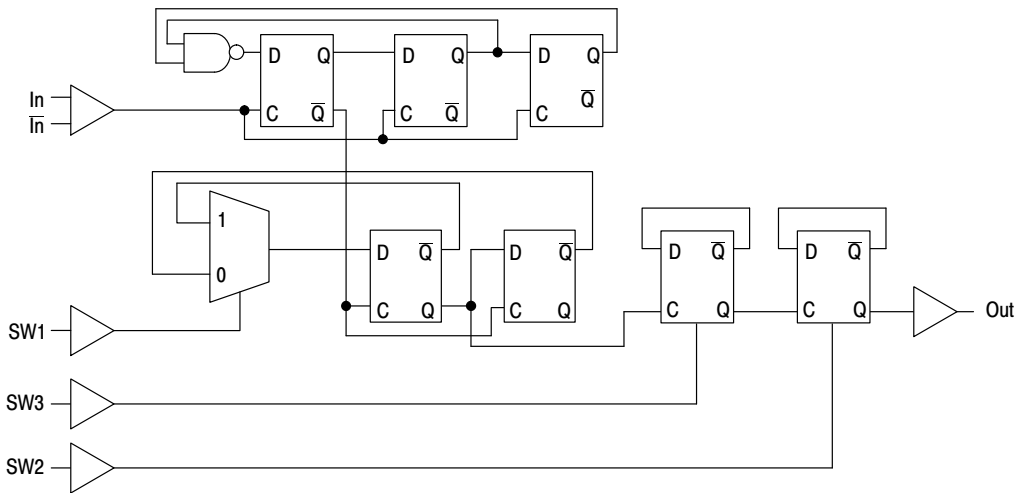 D Q D Q D Q
In
In
C Q C Q C Q
1
0
D Q D Q D Q D Q
C Q C Q C Q C Q
SW1
Out
SW3
SW2